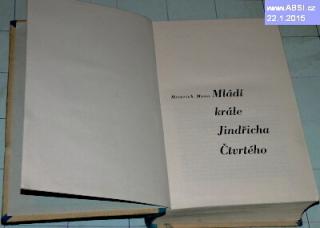 www.ABSI.cz
22.1.2015
Heinrich Mann Mládí
krále
Jindřicha
Čtvrtého